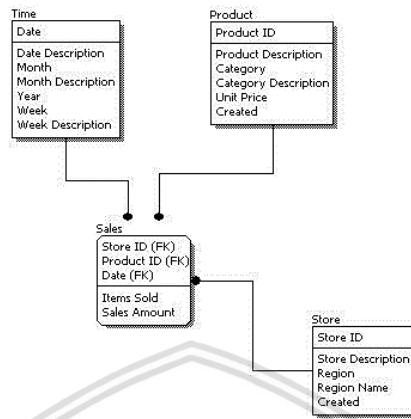 Time
Date
Date Description
Month
Month Description
Year
Week
Week Description
Product
Product ID
Product Description
Category
Category Description
Unit Price
Created
Sales
Store ID (FK)
Product ID (FK)
Date (FK)
Items Sold
Sales Amount
Store
Store ID
Store Description
Region
Region Name
Created